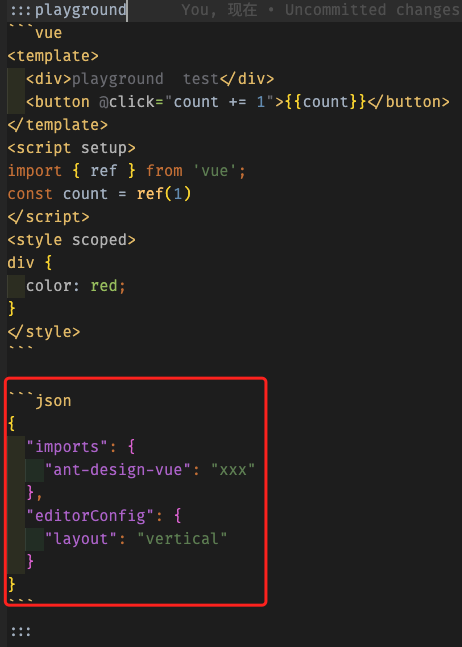 :::playground You, 现在 • Uncommitted changes
```vue
<template>
  <div>playground  test</div>
  <button @click="count += 1">{{count}}</button>
</template>
<script setup>
import { ref } from 'vue';
const count = ref(1)
</script>
<style scoped>
div {
  color: red;
}
</style>
```
```json
{
  "imports": {
    "ant-design-vue": "xxx"
  },
  "editorConfig": {
    "layout": "vertical"
  }
}
```
:::